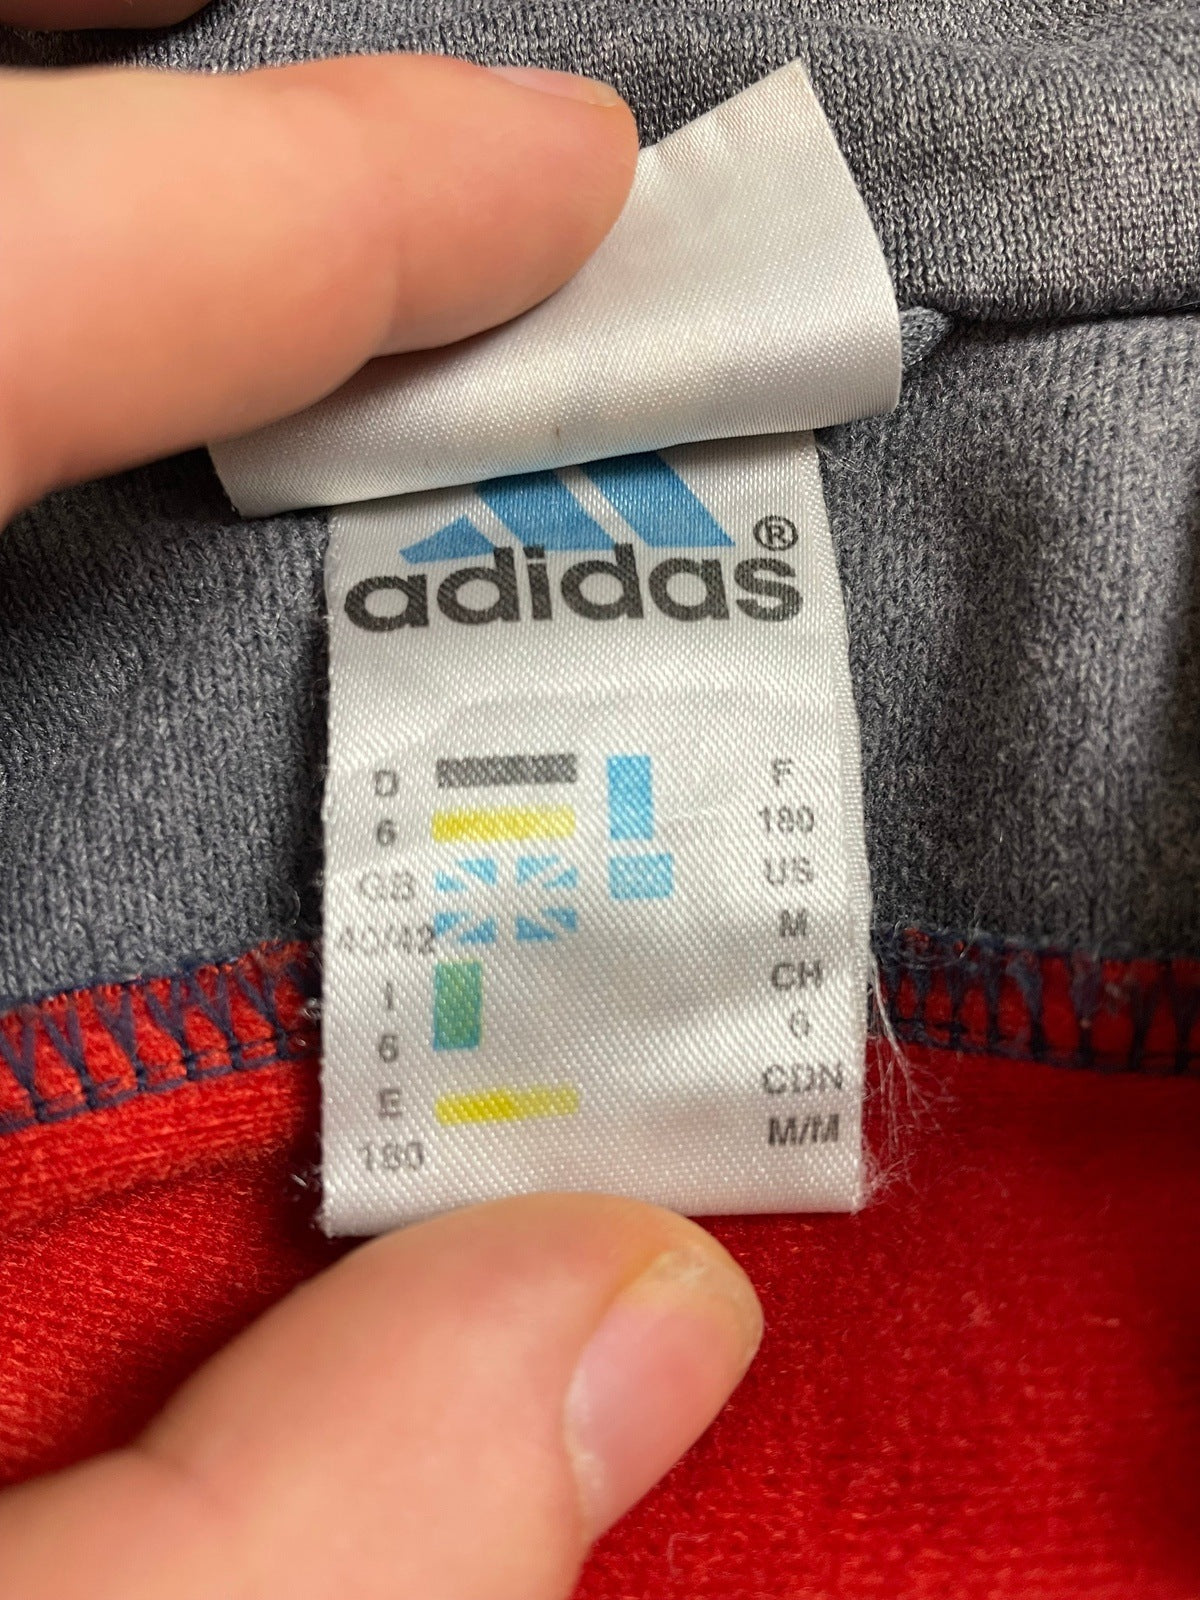 adidas®
D F
6 180
GB US
40/42 M
I CH
6 6
E CDN
180 M/M